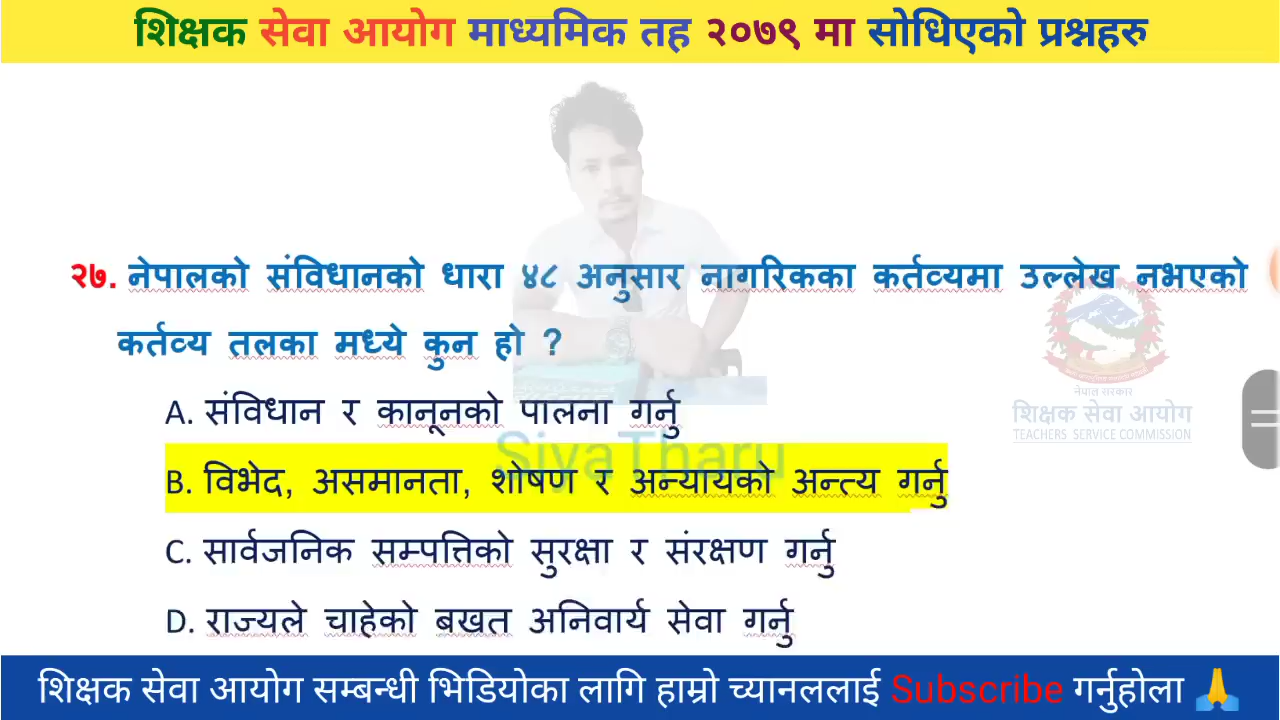 शिक्षक सेवा आयोग माध्यमिक तह २०७९ मा सोधिएको प्रश्नहरु
२७. नेपालको संविधानको धारा ४८ अनुसार नागरिकका कर्तव्यमा उल्लेख नभएको
कर्तव्य तलका मध्ये कुन हो ?
A. संविधान र कानूनको पालना गर्नु
B. विभेद, असमानता, शोषण र अन्यायको अन्त्य गर्नु
C. सार्वजनिक सम्पत्तिको सुरक्षा र संरक्षण गर्नु
D. राज्यले चाहेको बखत अनिवार्य सेवा गर्नु
SiyaTharu
नेपाल सरकार
शिक्षक सेवा आयोग
TEACHERS SERVICE COMMISSION
शिक्षक सेवा आयोग सम्बन्धी भिडियोका लागि हाम्रो च्यानललाई Subscribe गर्नुहोला 🙏